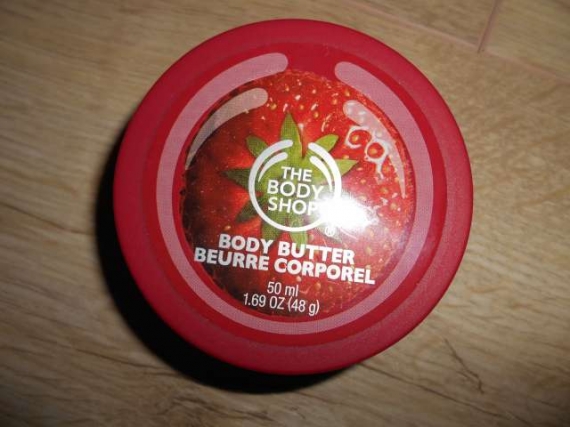 THE
BODY
SHOP
®
BODY BUTTER
BEURRE CORPOREL
50 ml
1.69 OZ (48 g)